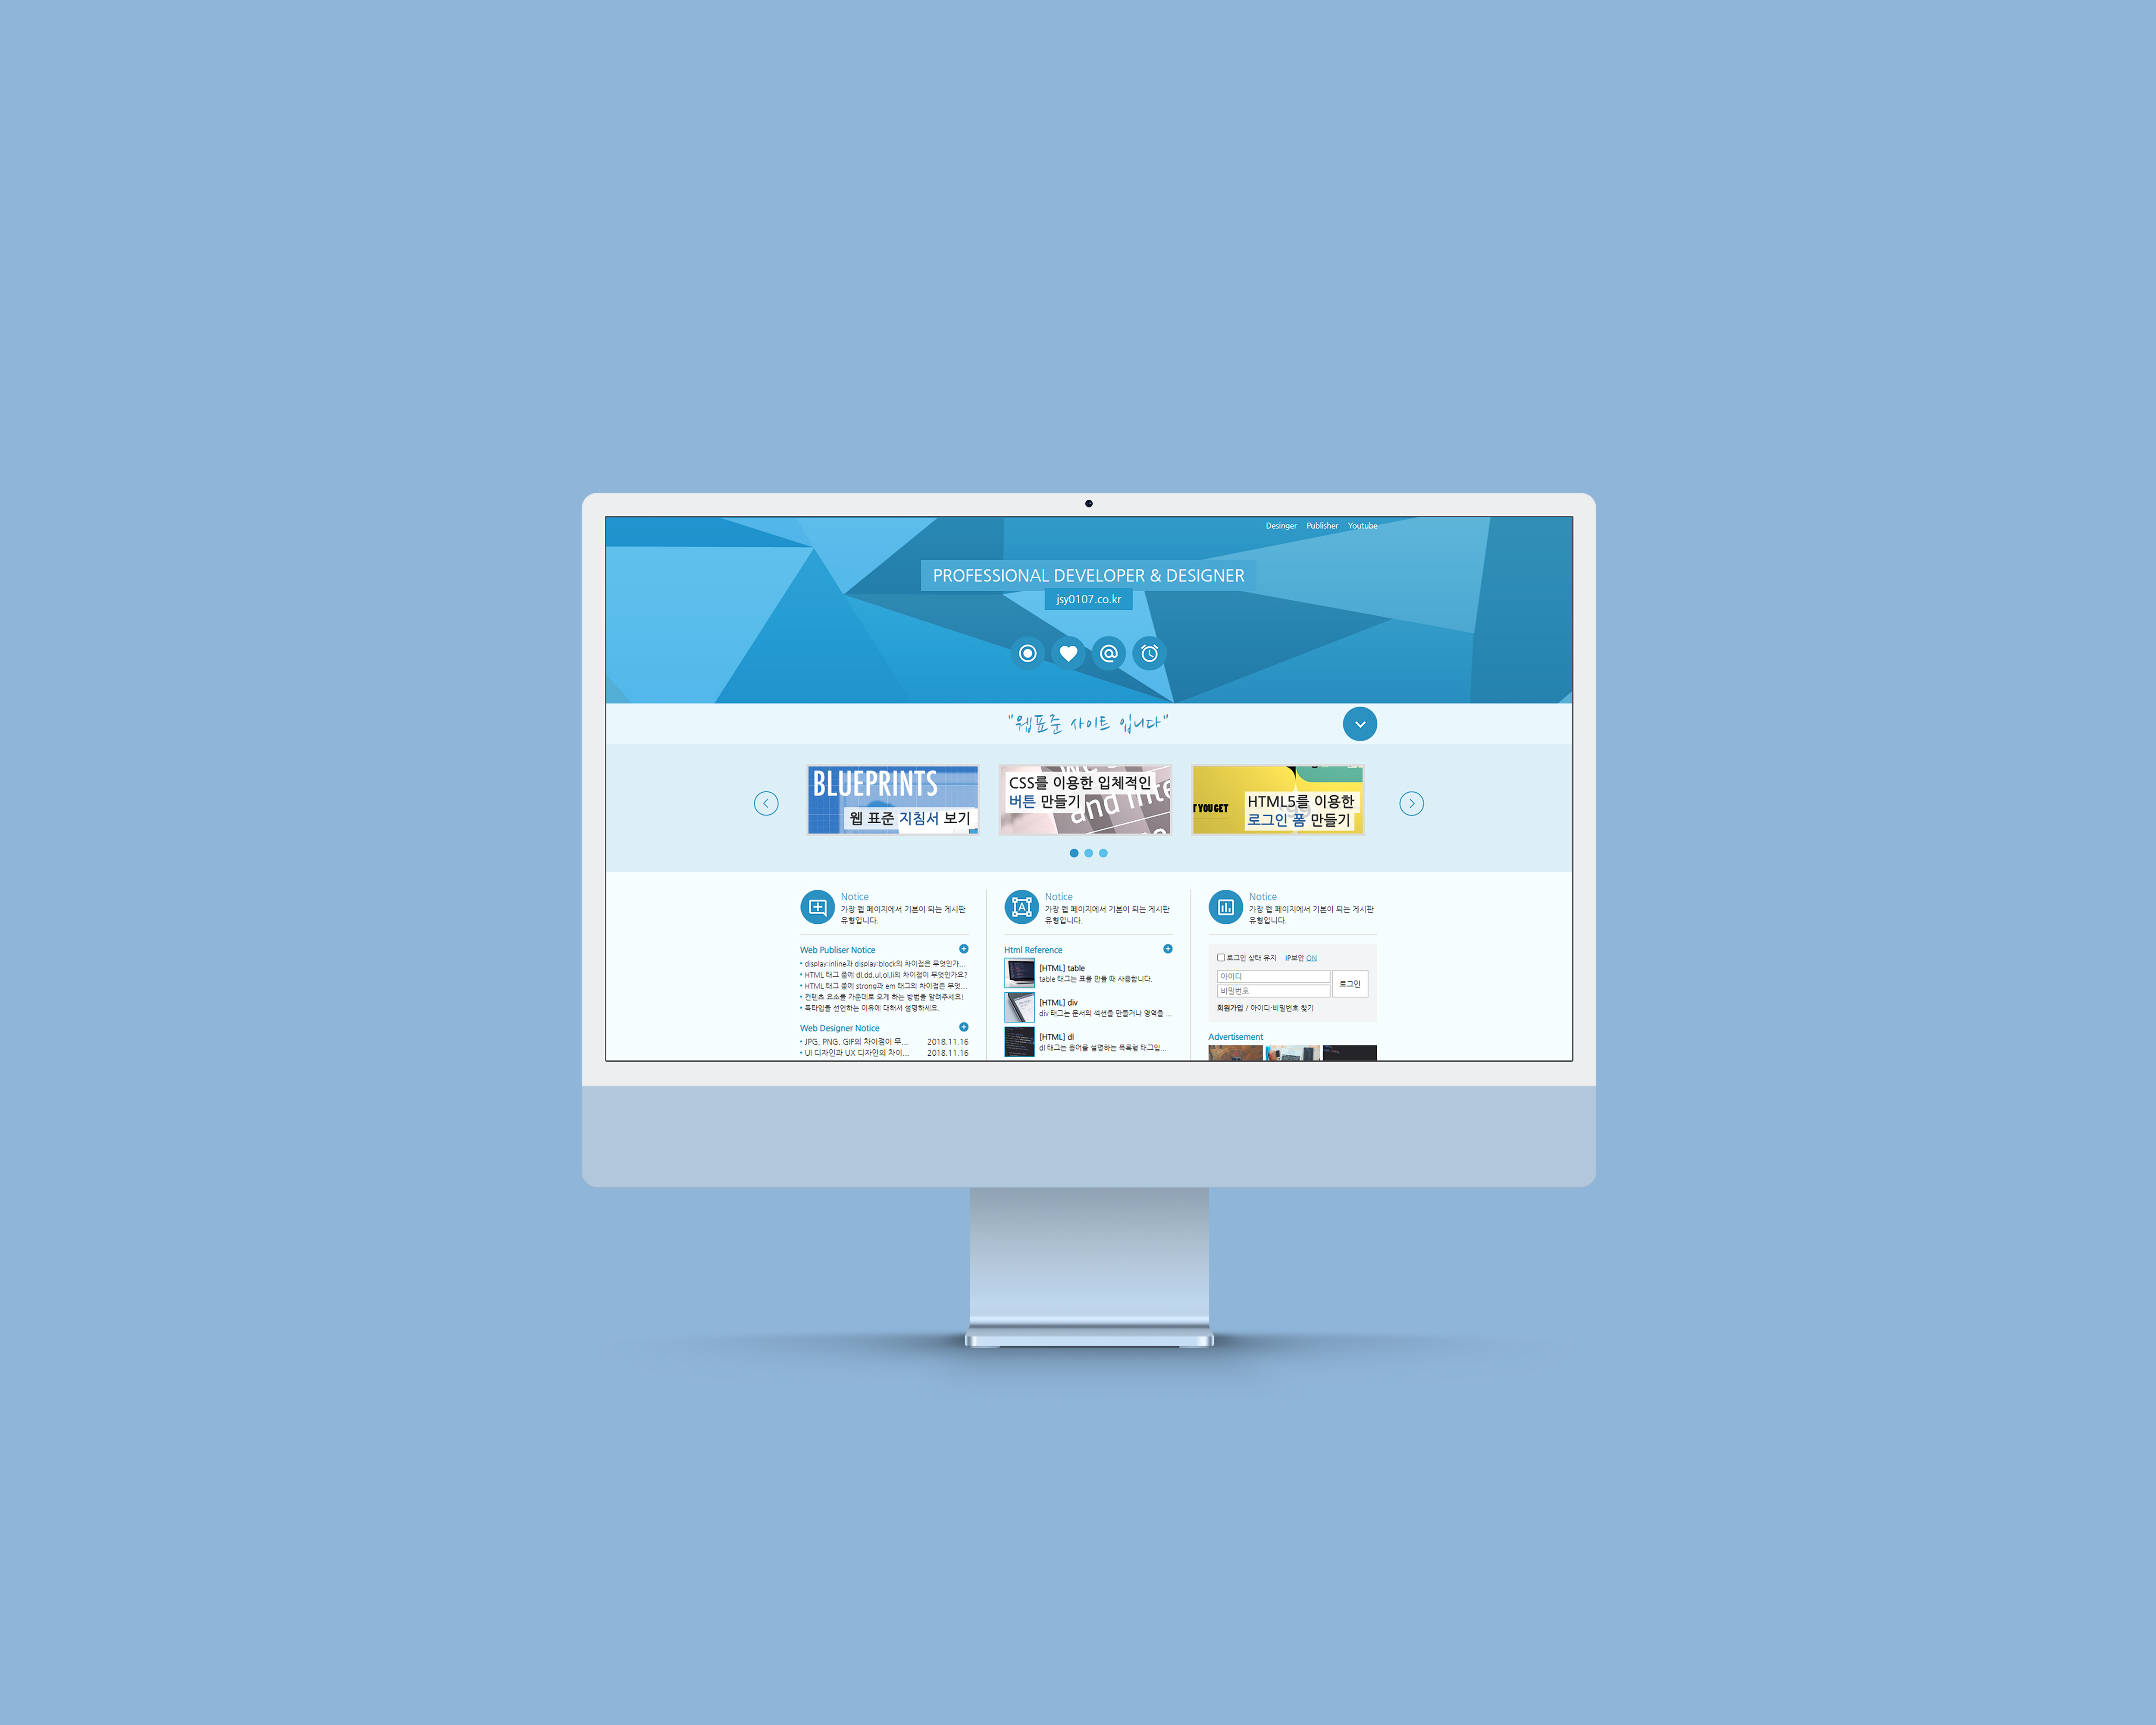 Desinger Publisher Youtube
PROFESSIONAL DEVELOPER & DESIGNER
jsy0107.co.kr
"웹표준 사이트 입니다"
BLUEPRINTS
웹 표준 지침서 보기
CSS를 이용한 입체적인
버튼 만들기
and inte
T YOU GET
HTML5를 이용한
로그인 폼 만들기
Notice
가장 웹 페이지에서 기본이 되는 게시판
유형입니다.
Web Publiser Notice
• display:inline과 display:block의 차이점은 무엇인가...
• HTML 태그 중에 dl,dd,ul,ol,li의 차이점이 무엇인가요?
• HTML 태그 중에 strong과 em 태그의 차이점은 무엇...
• 컨텐츠 요소를 가운데로 오게 하는 방법을 알려주세요!
• 독타입을 선언하는 이유에 대해서 설명하세요.
Web Designer Notice
• JPG, PNG, GIF의 차이점이 무... 2018.11.16
• UI 디자인과 UX 디자인의 차이... 2018.11.16
Notice
가장 웹 페이지에서 기본이 되는 게시판
유형입니다.
Html Reference
[HTML] table
table 태그는 표를 만들 때 사용합니다.
[HTML] div
div 태그는 문서의 섹션을 만들거나 영역을 ...
[HTML] dl
dl 태그는 용어를 설명하는 목록형 태그입...
Notice
가장 웹 페이지에서 기본이 되는 게시판
유형입니다.
로그인 상태 유지 IP보안 ON
아이디
비밀번호
로그인
회원가입 / 아이디·비밀번호 찾기
Advertisement